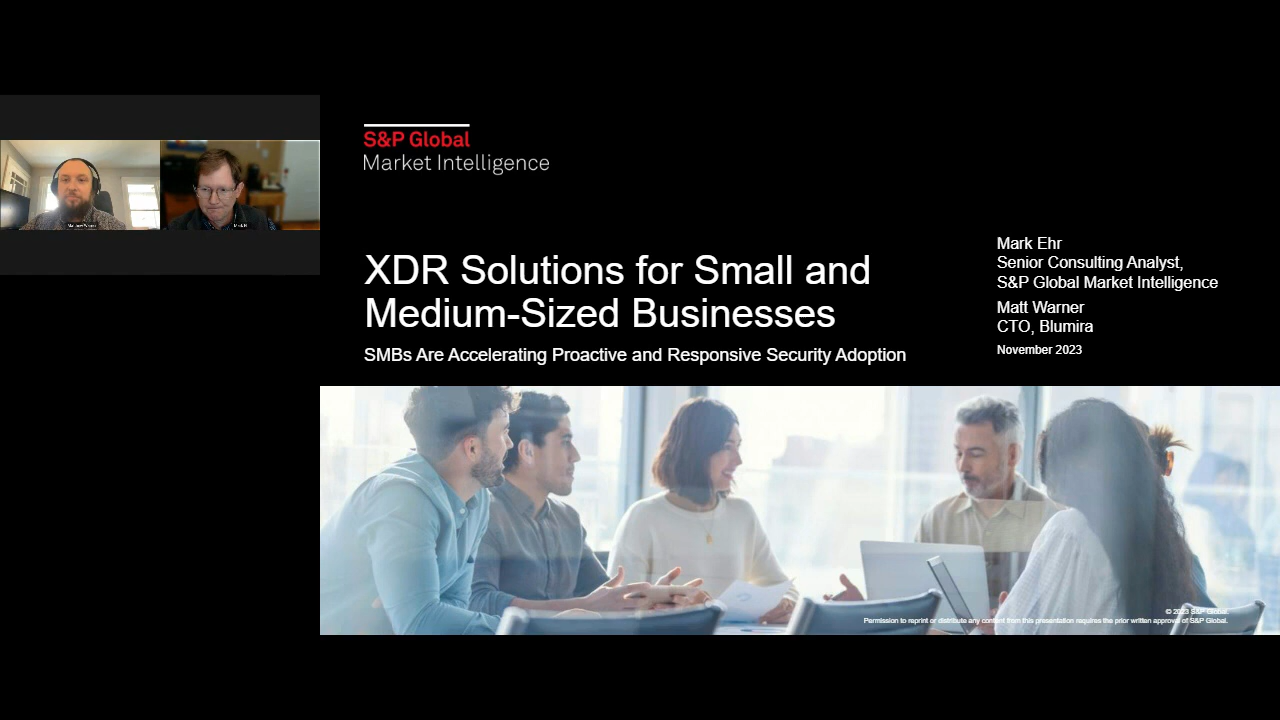 S&P Global
Market Intelligence
XDR Solutions for Small and
Medium-Sized Businesses
SMBs Are Accelerating Proactive and Responsive Security Adoption
Mark Ehr
Senior Consulting Analyst,
S&P Global Market Intelligence
Matt Warner
CTO, Blumira
November 2023
© 2023 S&P Global.
Permission to reprint or distribute any content from this presentation requires the prior written approval of S&P Global.